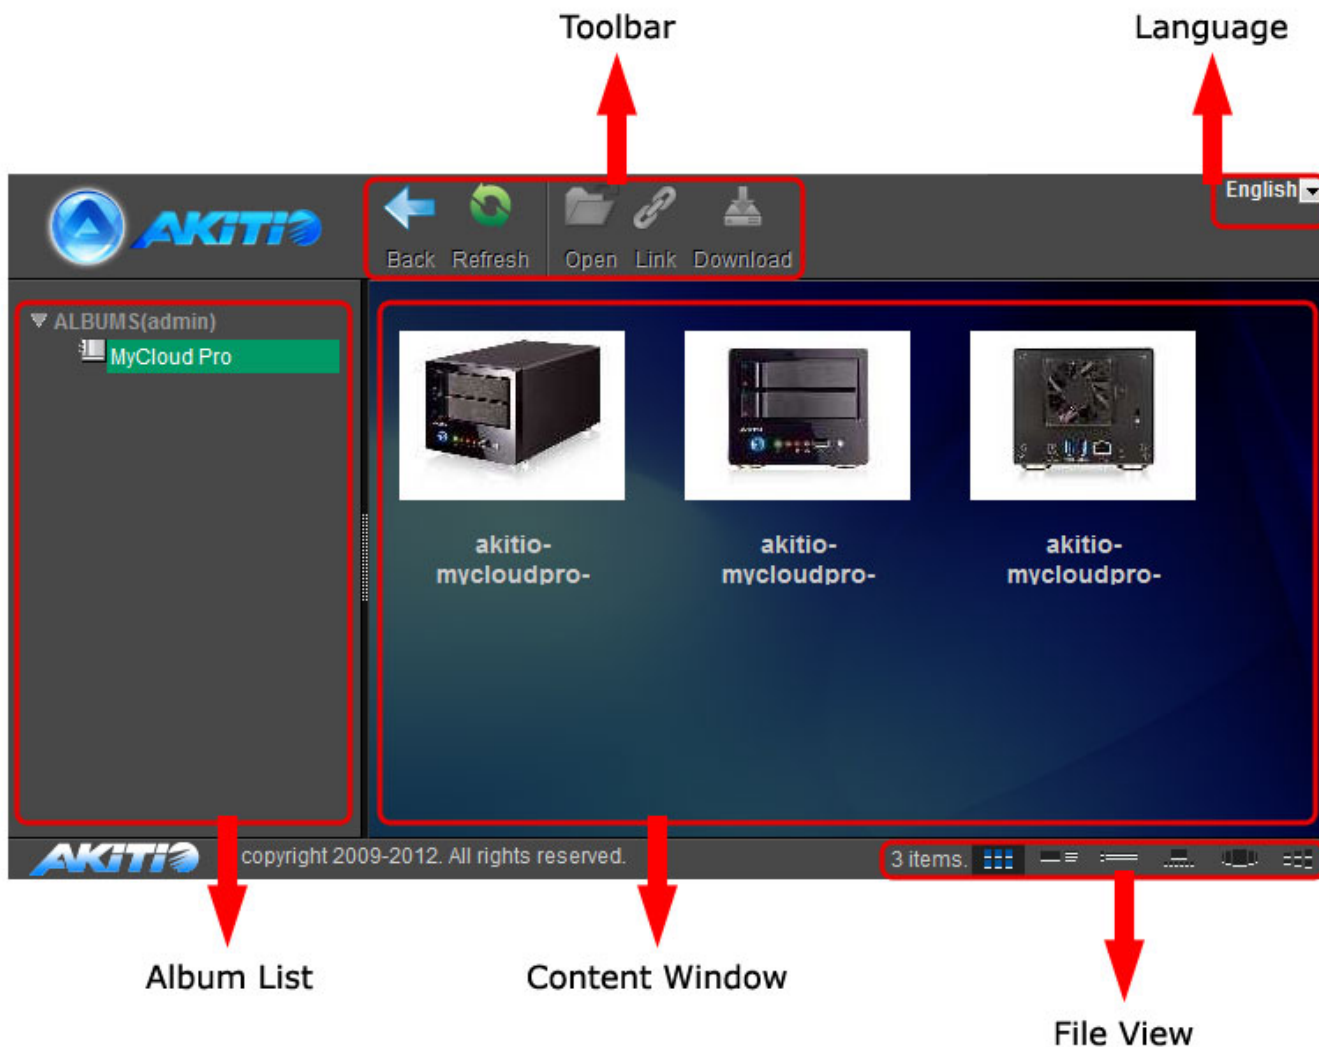 Toolbar
Language
AKITIO
Back Refresh Open Link Download
English
ALBUMS(admin)
MyCloud Pro
akitio-
mycloudpro-
akitio-
mycloudpro-
akitio-
mycloudpro-
AKITIO
copyright 2009-2012. All rights reserved.
3 items.
Album List
Content Window
File View